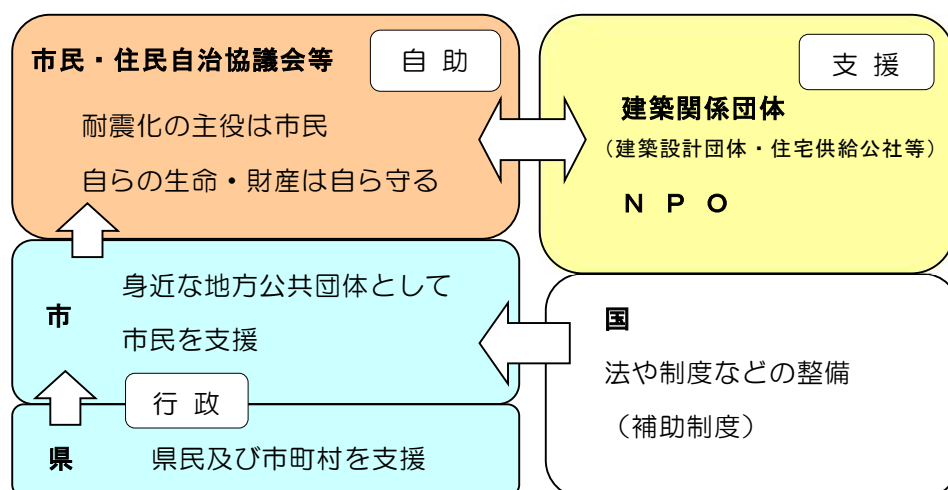 市民・住民自治協議会等
自 助
耐震化の主役は市民
自らの生命・財産は自ら守る
支 援
建築関係団体
（建築設計団体・住宅供給公社等）
Ｎ Ｐ Ｏ
市
身近な地方公共団体として
市民を支援
行 政
県
県民及び市町村を支援
国
法や制度などの整備
（補助制度）